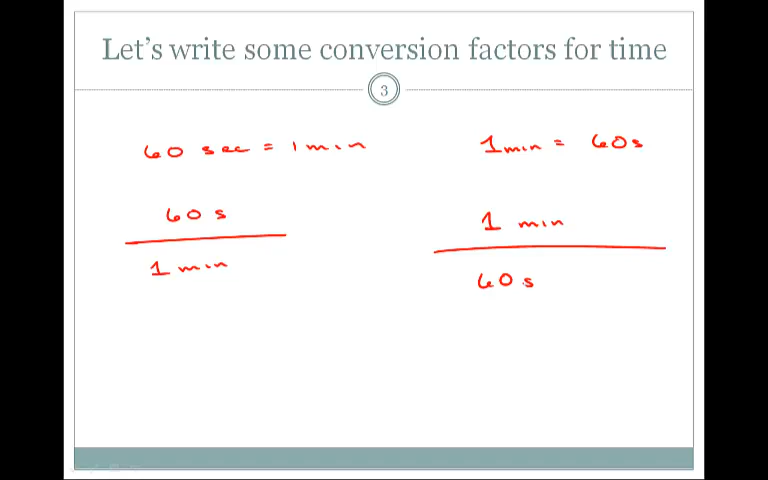 Let's write some conversion factors for time
3
60 sec = 1 min
60 s
1 min
1 min = 60 s
1 min
60 s